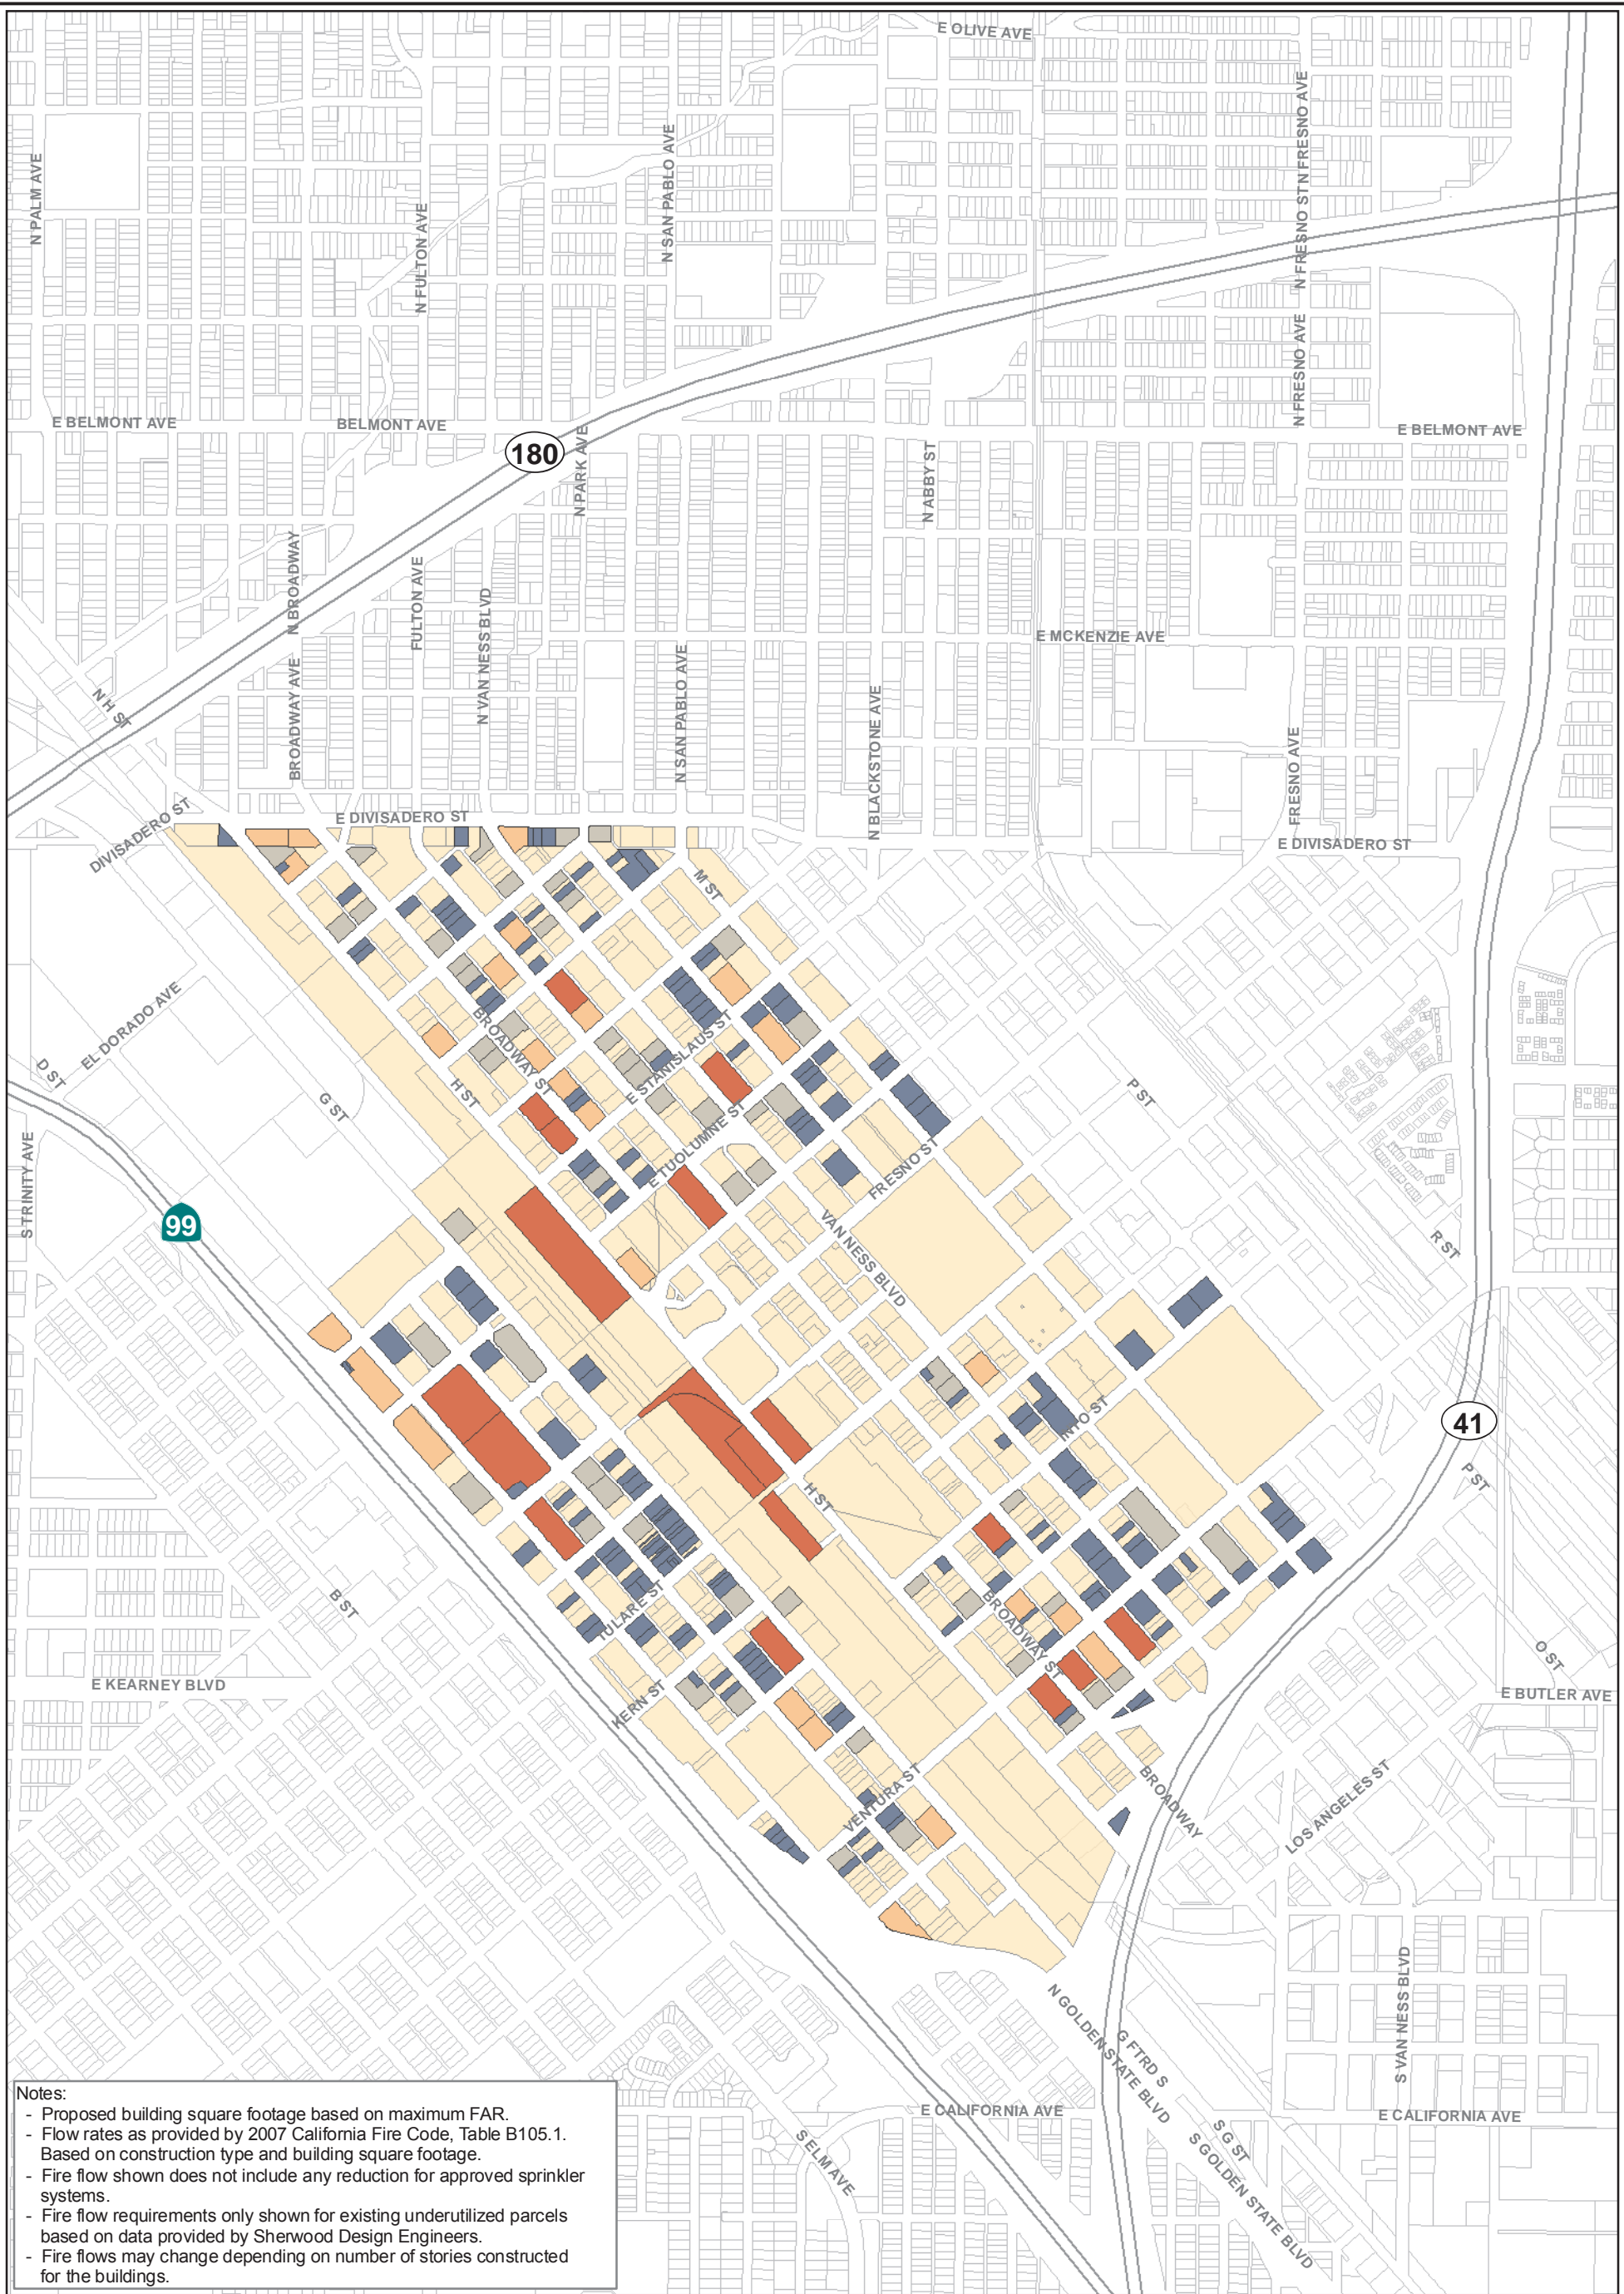 E OLIVE AVE
N PALM AVE
N SAN PABLO AVE
N FRESNO AVE
N FRESNO ST
N FULTON AVE
N FRESNO AVE
E BELMONT AVE
BELMONT AVE
E BELMONT AVE
180
N PARK AVE
N ABBY ST
N BROADWAY
FULTON AVE
N VAN NESS BLVD
E MCKENZIE AVE
N H ST
BROADWAY AVE
N SAN PABLO AVE
N BLACKSTONE AVE
FRESNO AVE
DIVISADERO ST
E DIVISADERO ST
E DIVISADERO ST
M ST
EL DORADO AVE
D ST
G ST
H ST
BROADWAY ST
E STANISLAUS ST
P ST
E TUOLUMNE ST
FRESNO ST
S TRINITY AVE
99
VAN NESS BLVD
R ST
INYO ST
41
P ST
H ST
B ST
TULARE ST
BROADWAY ST
O ST
E KEARNEY BLVD
KERN ST
E BUTLER AVE
VENTURA ST
BROADWAY
LOS ANGELES ST
S VAN NESS BLVD
N GOLDEN STATE BLVD
G FTRD S
E CALIFORNIA AVE
E CALIFORNIA AVE
S ELM AVE
S G ST
S GOLDEN STATE BLVD
Notes:
- Proposed building square footage based on maximum FAR.
- Flow rates as provided by 2007 California Fire Code, Table B105.1.
Based on construction type and building square footage.
- Fire flow shown does not include any reduction for approved sprinkler
systems.
- Fire flow requirements only shown for existing underutilized parcels
based on data provided by Sherwood Design Engineers.
- Fire flows may change depending on number of stories constructed
for the buildings.